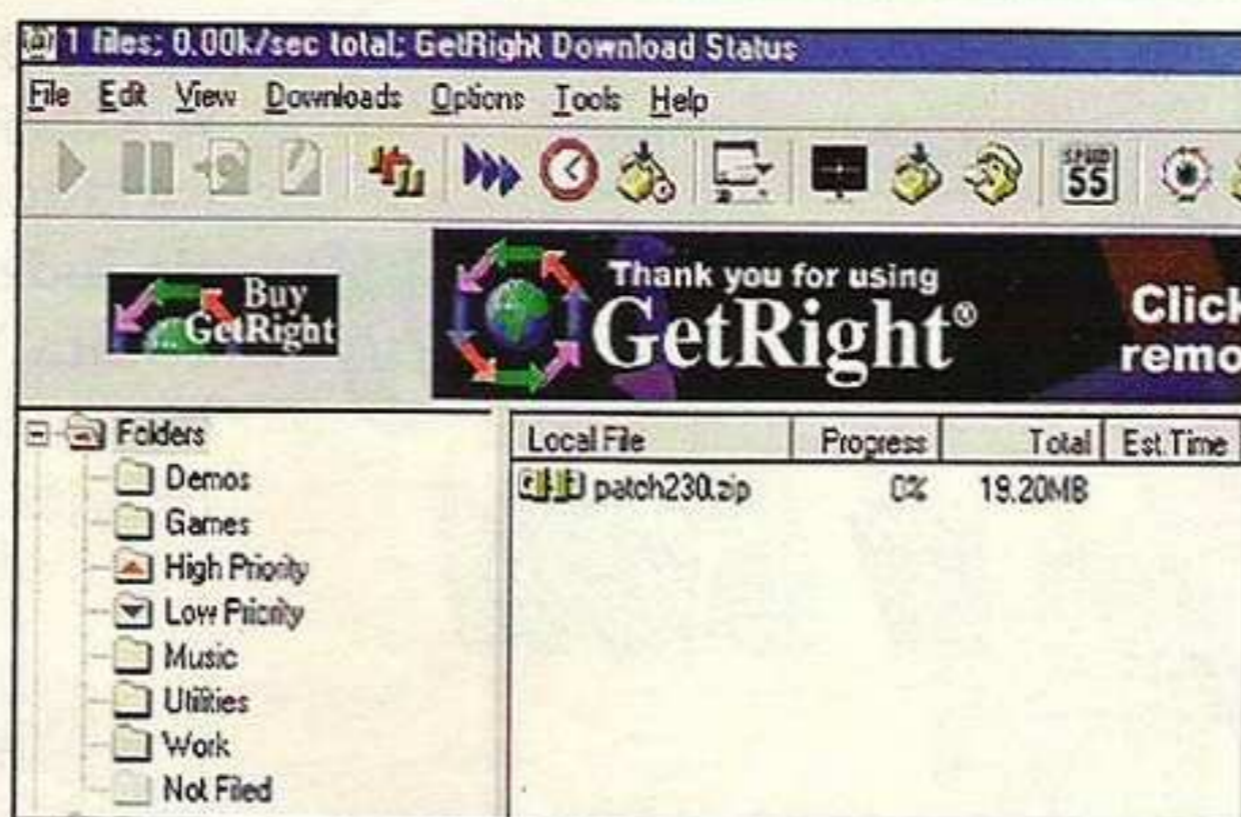 1 files; 0.00k/sec total; GetRight Download Status
File Edit View Downloads Options Tools Help
SPEED
55
Buy
GetRight
Thank you for using
GetRight®
Click
remo
Folders
Demos
Games
High Priority
Low Priority
Music
Utilities
Work
Not Filed
Local File Progress Total Est.Time
patch230.zip 0% 19.20MB